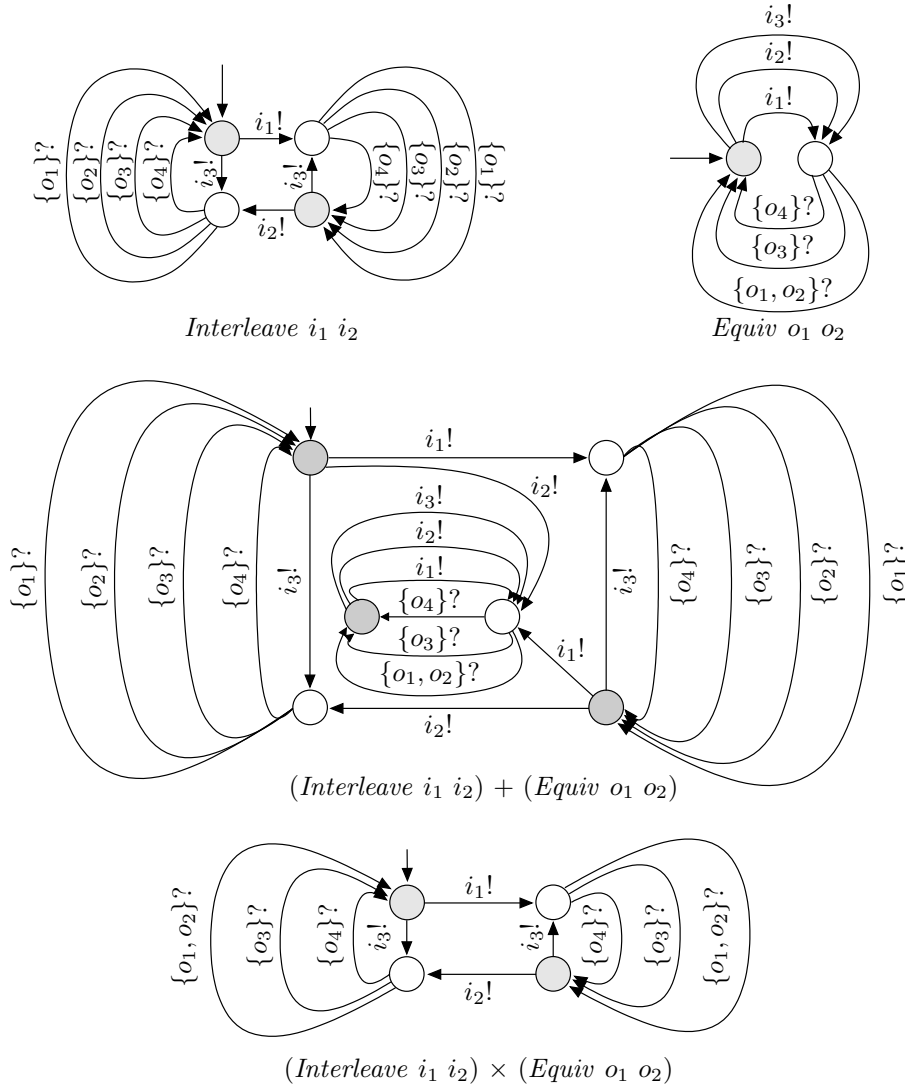 i₃!
i₂!
i₁!
{o₁}?
{o₂}?
{o₃}?
{o₄}?
i₁!
i₃!
i₃!
i₂!
{o₄}?
{o₃}?
{o₂}?
{o₁}?
{o₄}?
{o₃}?
{o₁, o₂}?
Interleave i₁ i₂
Equiv o₁ o₂
i₁!
i₂!
i₃!
i₂!
i₁!
{o₄}?
{o₃}?
{o₁, o₂}?
{o₁}?
{o₂}?
{o₃}?
{o₄}?
i₃!
i₁!
i₃!
{o₄}?
{o₃}?
{o₂}?
{o₁}?
i₂!
(Interleave i₁ i₂) + (Equiv o₁ o₂)
{o₁, o₂}?
{o₃}?
{o₄}?
i₃!
i₁!
i₃!
{o₄}?
{o₃}?
{o₁, o₂}?
i₂!
(Interleave i₁ i₂) × (Equiv o₁ o₂)